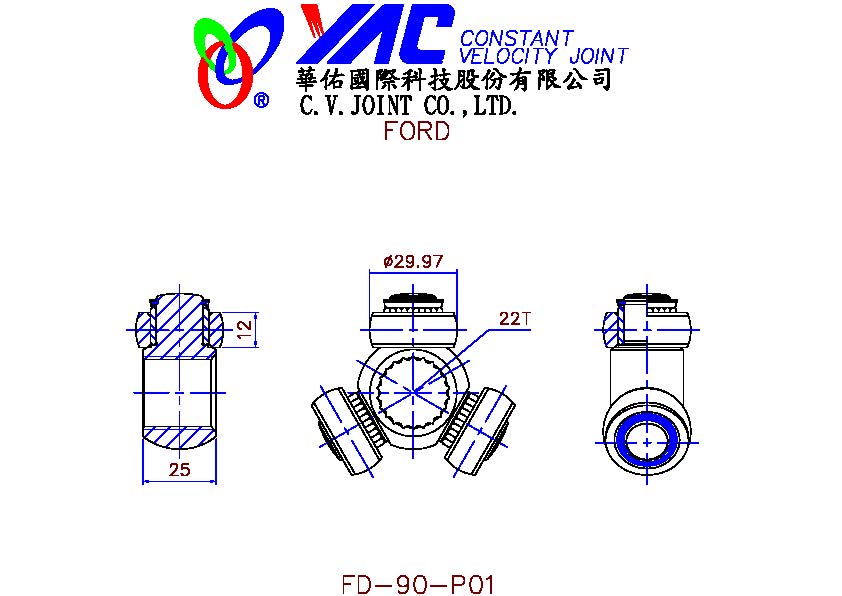 YAC CONSTANT
VELOCITY JOINT
®
華佑國際科技股份有限公司
C.V.JOINT CO.,LTD.
FORD
ø29.97
12
22T
25
FD-90-P01